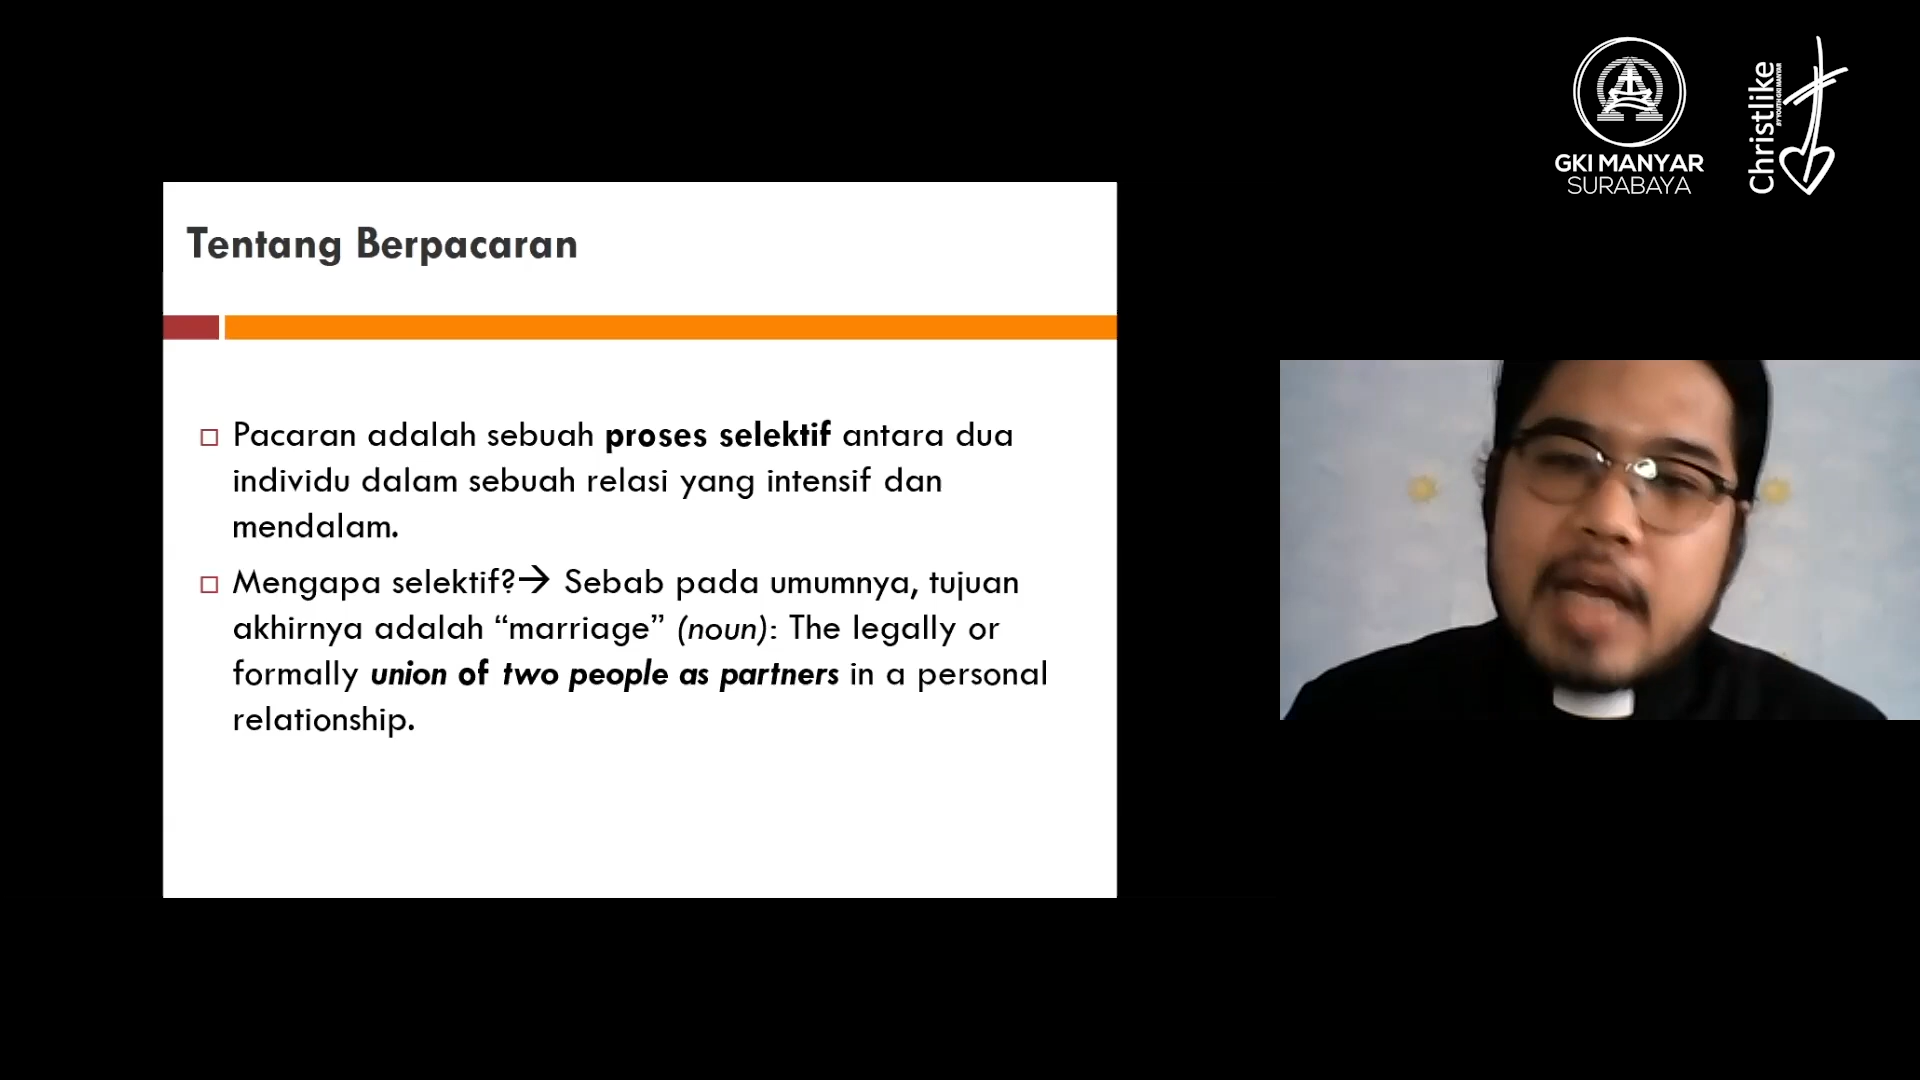 Tentang Berpacaran
Pacaran adalah sebuah proses selektif antara dua
individu dalam sebuah relasi yang intensif dan
mendalam.
Mengapa selektif?→ Sebab pada umumnya, tujuan
akhirnya adalah “marriage” (noun): The legally or
formally union of two people as partners in a personal
relationship.
GKI MANYAR
SURABAYA
Christlike